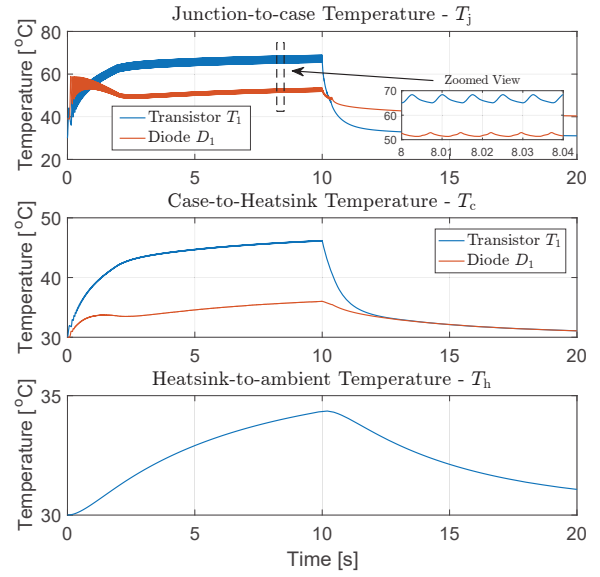 Junction-to-case Temperature - Tj
Temperature [ °C]
80
60
40
20
Zoomed View
Transistor T1
Diode D1
70
60
50
8
8.01
8.02
8.03
8.04
0
5
10
15
20
Case-to-Heatsink Temperature - Tc
Temperature [ °C]
50
40
30
Transistor T1
Diode D1
0
5
10
15
20
Heatsink-to-ambient Temperature - Th
Temperature [ °C]
35
30
0
5
10
15
20
Time [s]